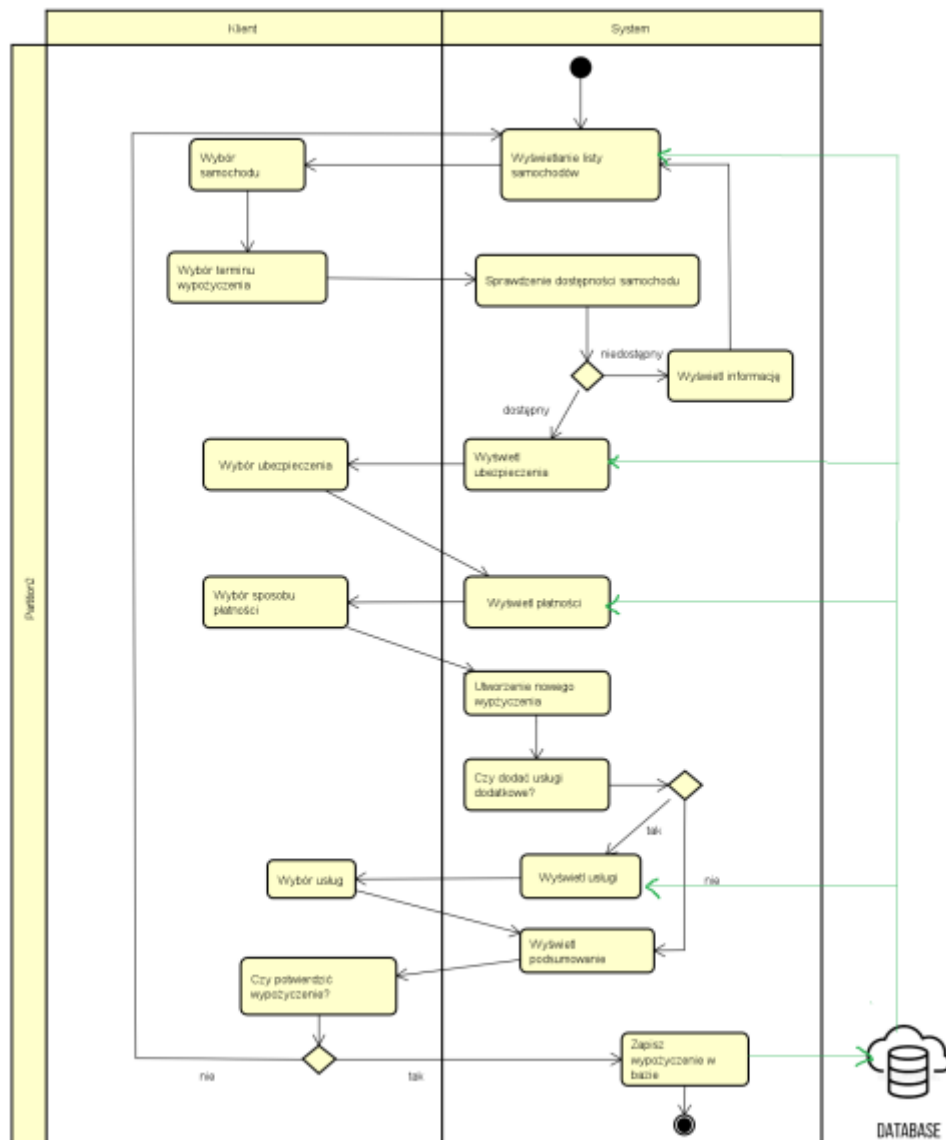 Klient
System
Partition2
Wyświetlanie listy
samochodów
Wybór
samochodu
Wybór terminu
wypożyczenia
Sprawdzenie dostępności samochodu
niedostępny
Wyświetl informację
dostępny
Wybór ubezpieczenia
Wyświetl
ubezpieczenia
Wybór sposobu
płatności
Wyświetl płatności
Utworzenie nowego
wypżyczenia
Czy dodać usługi
dodatkowe?
tak
Wybór usług
Wyświetl usługi
nie
Wyświetl
podsumowanie
Czy potwierdzić
wypożyczenie?
Zapisz
wypożyczenie w
bazie
nie
tak
DATABASE